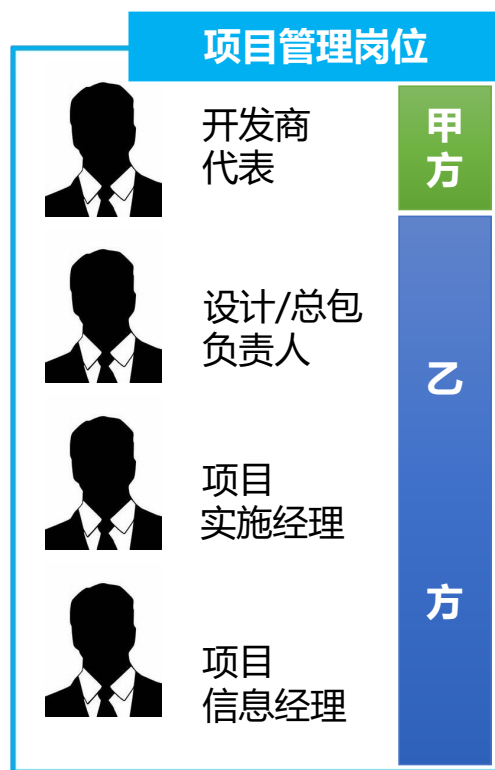 项目管理岗位
开发商
代表
甲
方
设计/总包
负责人
乙
项目
实施经理
方
项目
信息经理